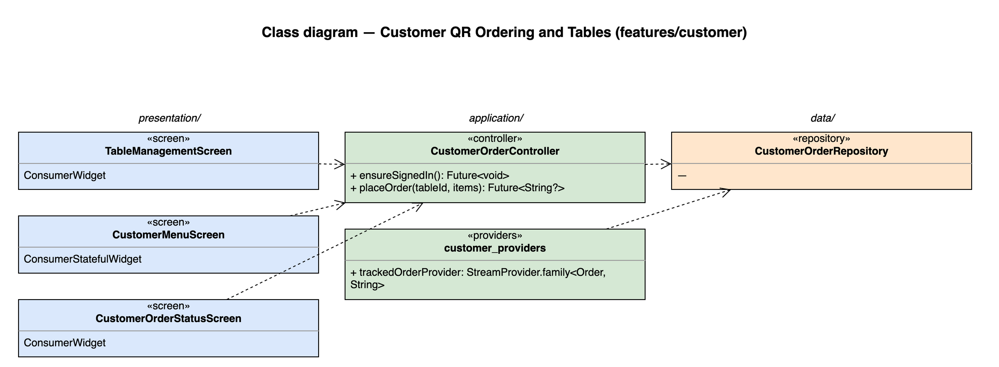 Class diagram — Customer QR Ordering and Tables (features/customer)
presentation/
«screen»
TableManagementScreen
ConsumerWidget
«screen»
CustomerMenuScreen
ConsumerStatefulWidget
«screen»
CustomerOrderStatusScreen
ConsumerWidget
application/
«controller»
CustomerOrderController
+ ensureSignedIn(): Future<void>
+ placeOrder(tableId, items): Future<String?>
«providers»
customer_providers
+ trackedOrderProvider: StreamProvider.family<Order,
String>
data/
«repository»
CustomerOrderRepository
—